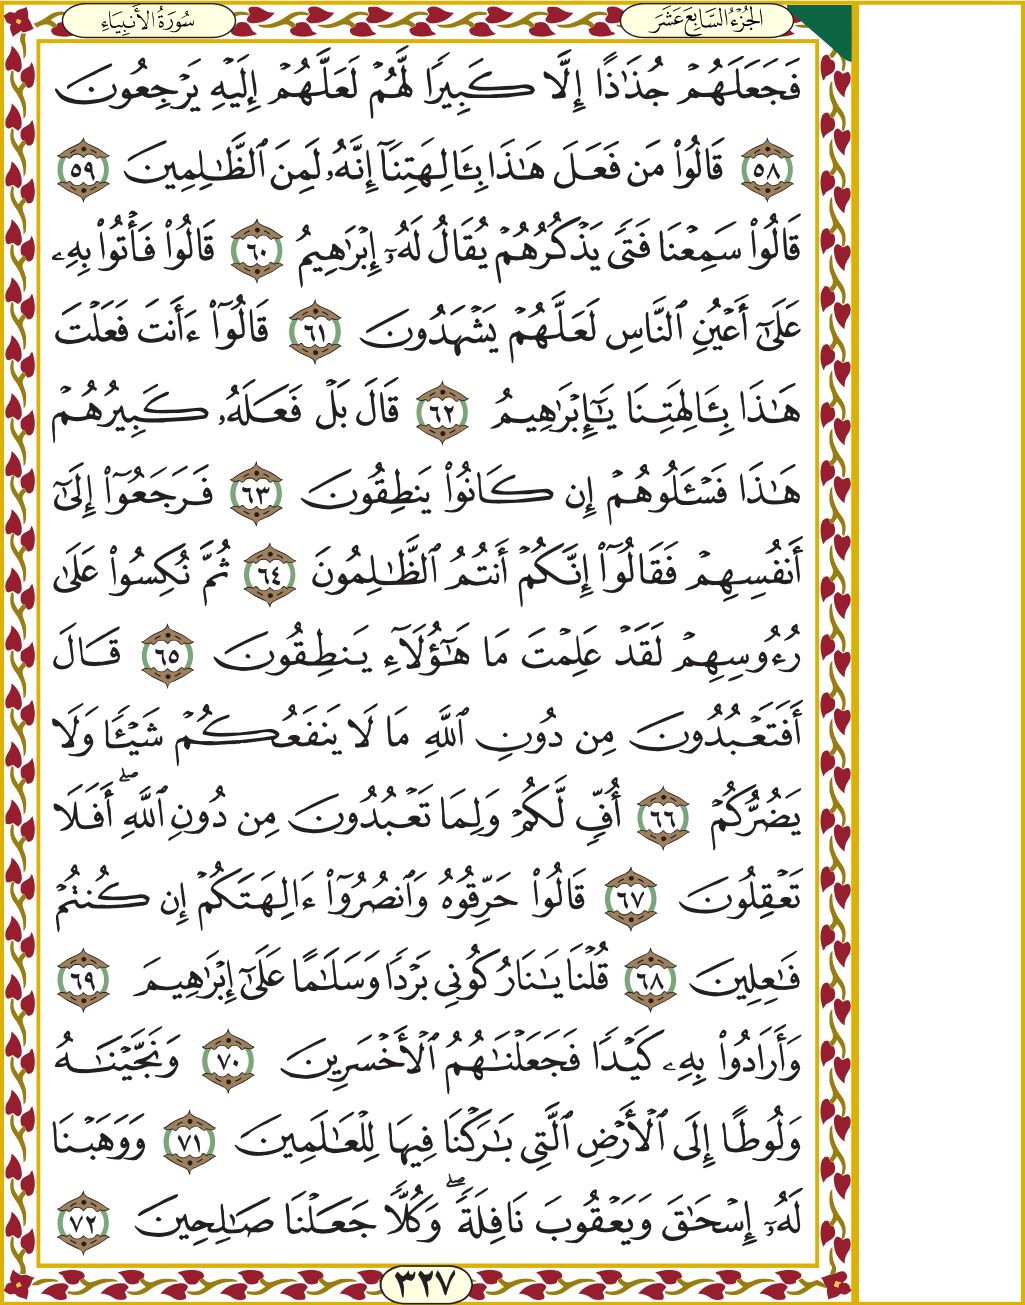 الجُزْءُ السَّابِعَ عَشَرَ
سُورَةُ الأَنبِيَاءِ
فَجَعَلَهُمْ جُذَٰذًا إِلَّا كَبِيرًا لَّهُمْ لَعَلَّهُمْ إِلَيْهِ يَرْجِعُونَ
٥٨ قَالُوا۟ مَن فَعَلَ هَٰذَا بِـَٔالِهَتِنَآ إِنَّهُۥ لَمِنَ ٱلظَّٰلِمِينَ ٥٩
قَالُوا۟ سَمِعْنَا فَتًى يَذْكُرُهُمْ يُقَالُ لَهُۥٓ إِبْرَٰهِيمُ ٦٠ قَالُوا۟ فَأْتُوا۟ بِهِۦ
عَلَىٰٓ أَعْيُنِ ٱلنَّاسِ لَعَلَّهُمْ يَشْهَدُونَ ٦١ قَالُوٓا۟ ءَأَنتَ فَعَلْتَ
هَٰذَا بِـَٔالِهَتِنَا يَٰٓإِبْرَٰهِيمُ ٦٢ قَالَ بَلْ فَعَلَهُۥ كَبِيرُهُمْ
هَٰذَا فَسْـَٔلُوهُمْ إِن كَانُوا۟ يَنطِقُونَ ٦٣ فَرَجَعُوٓا۟ إِلَىٰٓ
أَنفُسِهِمْ فَقَالُوٓا۟ إِنَّكُمْ أَنتُمُ ٱلظَّٰلِمُونَ ٦٤ ثُمَّ نُكِسُوا۟ عَلَىٰ
رُءُوسِهِمْ لَقَدْ عَلِمْتَ مَا هَٰٓؤُلَآءِ يَنطِقُونَ ٦٥ قَالَ
أَفَتَعْبُدُونَ مِن دُونِ ٱللَّهِ مَا لَا يَنفَعُكُمْ شَيْـًٔا وَلَا
يَضُرُّكُمْ ٦٦ أُفٍّ لَّكُمْ وَلِمَا تَعْبُدُونَ مِن دُونِ ٱللَّهِ ۖ أَفَلَا
تَعْقِلُونَ ٦٧ قَالُوا۟ حَرِّقُوهُ وَٱنصُرُوٓا۟ ءَالِهَتَكُمْ إِن كُنتُمْ
فَٰعِلِينَ ٦٨ قُلْنَا يَٰنَارُ كُونِى بَرْدًا وَسَلَٰمًا عَلَىٰٓ إِبْرَٰهِيمَ ٦٩
وَأَرَادُوا۟ بِهِۦ كَيْدًا فَجَعَلْنَٰهُمُ ٱلْأَخْسَرِينَ ٧٠ وَنَجَّيْنَٰهُ
وَلُوطًا إِلَى ٱلْأَرْضِ ٱلَّتِى بَٰرَكْنَا فِيهَا لِلْعَٰلَمِينَ ٧١ وَوَهَبْنَا
لَهُۥٓ إِسْحَٰقَ وَيَعْقُوبَ نَافِلَةً ۖ وَكُلًّا جَعَلْنَا صَٰلِحِينَ ٧٢
٣٢٧